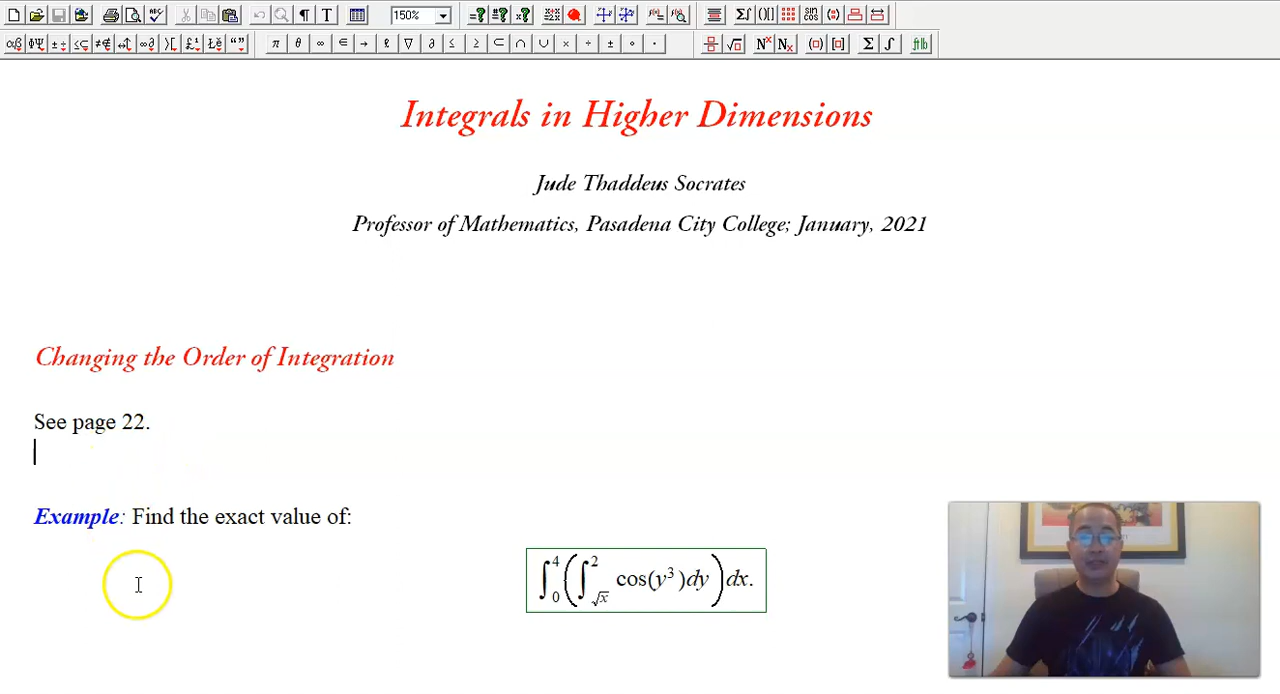 150%
Integrals in Higher Dimensions
Jude Thaddeus Socrates
Professor of Mathematics, Pasadena City College; January, 2021
Changing the Order of Integration
See page 22.
Example: Find the exact value of:
∫₀⁴(∫_√x² cos(y³)dy)dx.